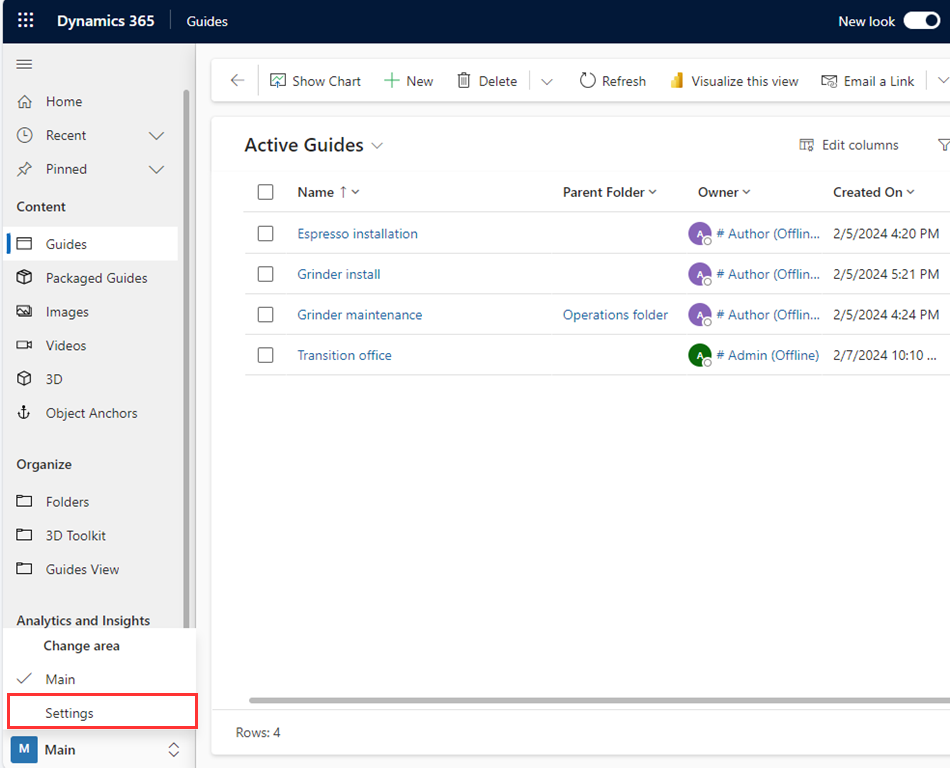 Dynamics 365 Guides New look
Show Chart New Delete Refresh Visualize this view Email a Link
Home
Recent
Pinned
Content
Guides
Packaged Guides
Images
Videos
3D
Object Anchors
Organize
Folders
3D Toolkit
Guides View
Analytics and Insights
Change area
Main
Settings
M Main
Active Guides Edit columns
Name ↑ Parent Folder Owner Created On
Espresso installation A # Author (Offlin... 2/5/2024 4:20 PM
Grinder install A # Author (Offlin... 2/5/2024 5:21 PM
Grinder maintenance Operations folder A # Author (Offlin... 2/5/2024 4:24 PM
Transition office A # Admin (Offline) 2/7/2024 10:10 ...
Rows: 4